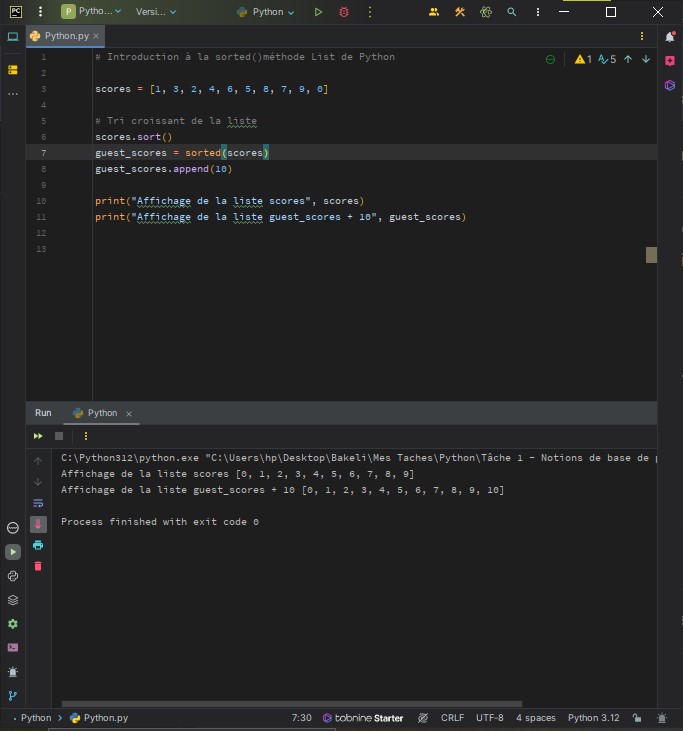 PC
P Pytho...
Versi...
Python
Python.py
1 # Introduction à la sorted()méthode List de Python
2
3 scores = [1, 3, 2, 4, 6, 5, 8, 7, 9, 0]
4
5 # Tri croissant de la liste
6 scores.sort()
7 guest_scores = sorted(scores)
8 guest_scores.append(10)
9
10 print("Affichage de la liste scores", scores)
11 print("Affichage de la liste guest_scores + 10", guest_scores)
12
13
1 5
Run Python
C:\Python312\python.exe "C:\Users\hp\Desktop\Bakeli\Mes Taches\Python\Tâche 1 - Notions de base de
Affichage de la liste scores [0, 1, 2, 3, 4, 5, 6, 7, 8, 9]
Affichage de la liste guest_scores + 10 [0, 1, 2, 3, 4, 5, 6, 7, 8, 9, 10]
Process finished with exit code 0
Python > Python.py 7:30 tabnine Starter CRLF UTF-8 4 spaces Python 3.12